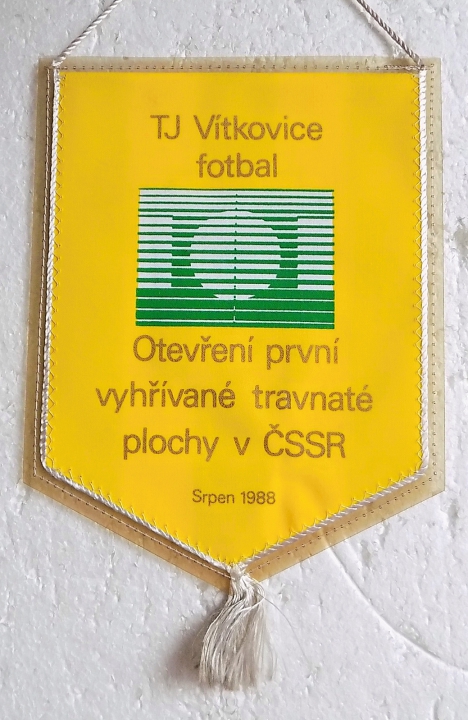 TJ Vítkovice
fotbal
Otevření první
vyhřívané travnaté
plochy v ČSSR
Srpen 1988